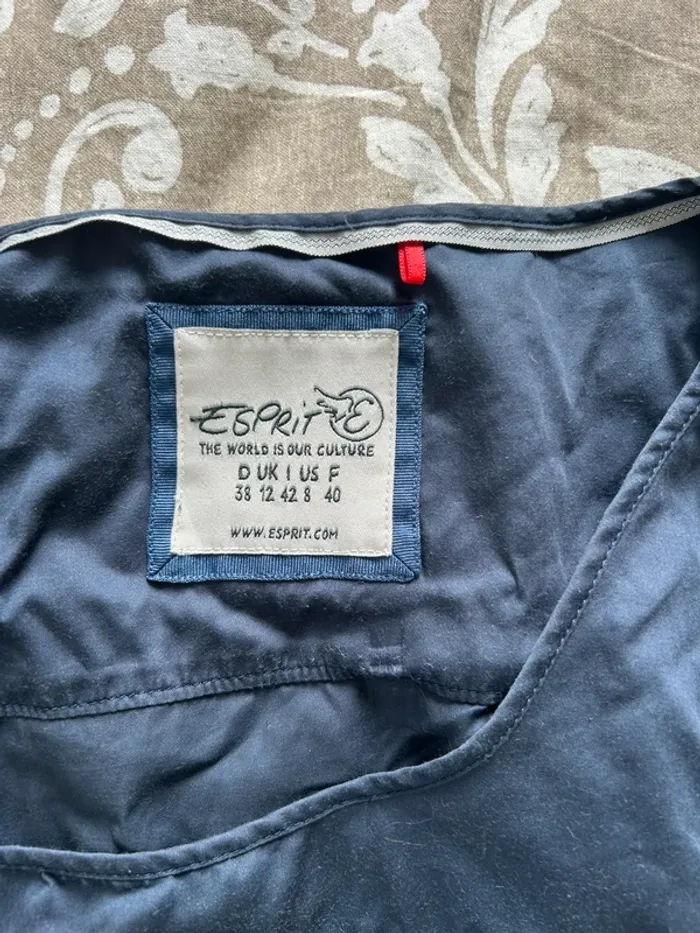 ESPRIT E
THE WORLD IS OUR CULTURE
D UK I US F
38 12 42 8 40
WWW.ESPRIT.COM